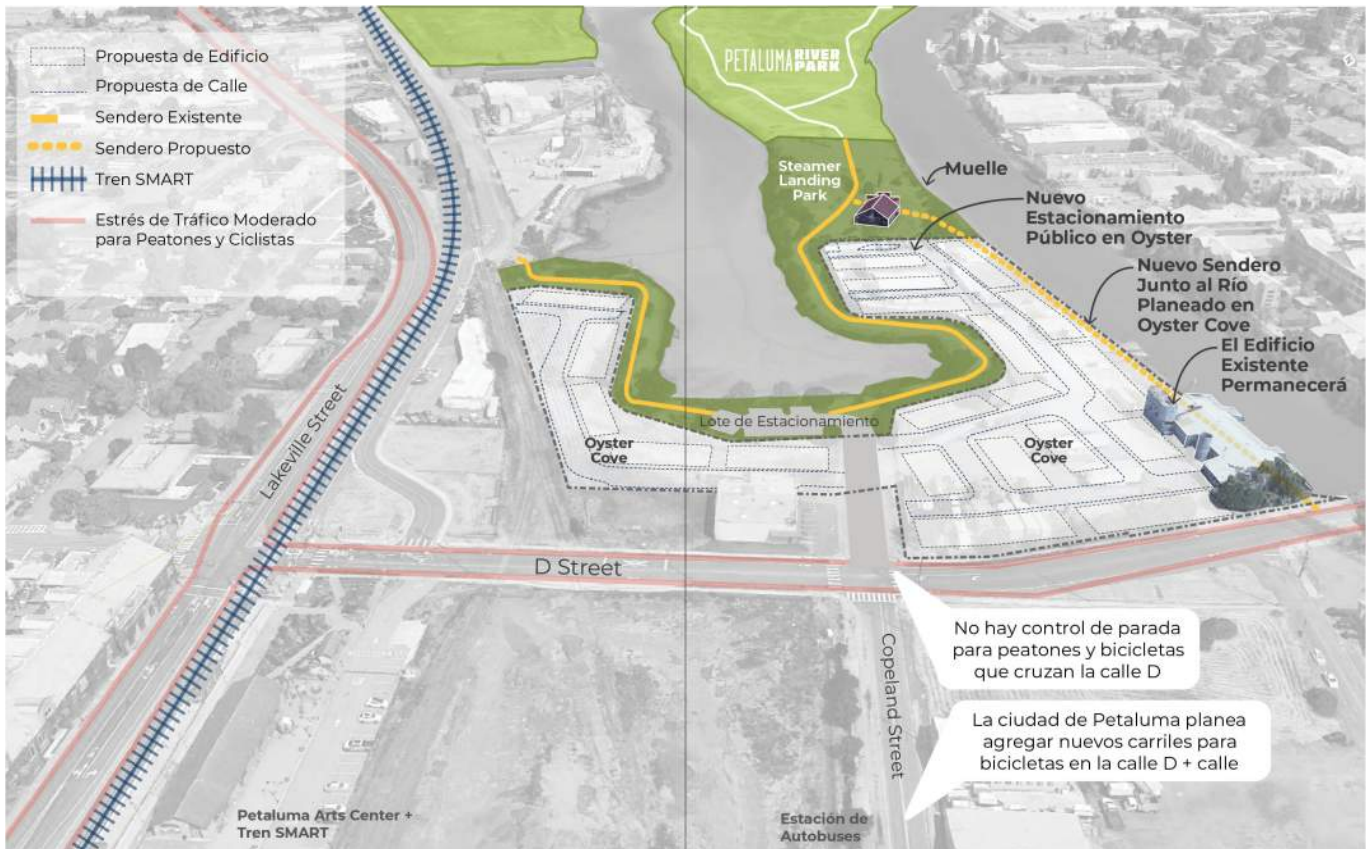 Propuesta de Edificio
Propuesta de Calle
Sendero Existente
Sendero Propuesto
Tren SMART
Estrés de Tráfico Moderado
para Peatones y Ciclistas
PETALUMA RIVER
PARK
Steamer
Landing
Park
Muelle
Nuevo
Estacionamiento
Público en Oyster
Nuevo Sendero
Junto al Río
Planeado en
Oyster Cove
El Edificio
Existente
Permanecerá
Lote de Estacionamiento
Oyster
Cove
Oyster
Cove
Lakeville Street
D Street
Copeland Street
No hay control de parada
para peatones y bicicletas
que cruzan la calle D
La ciudad de Petaluma planea
agregar nuevos carriles para
bicicletas en la calle D + calle
Petaluma Arts Center +
Tren SMART
Estación de
Autobuses